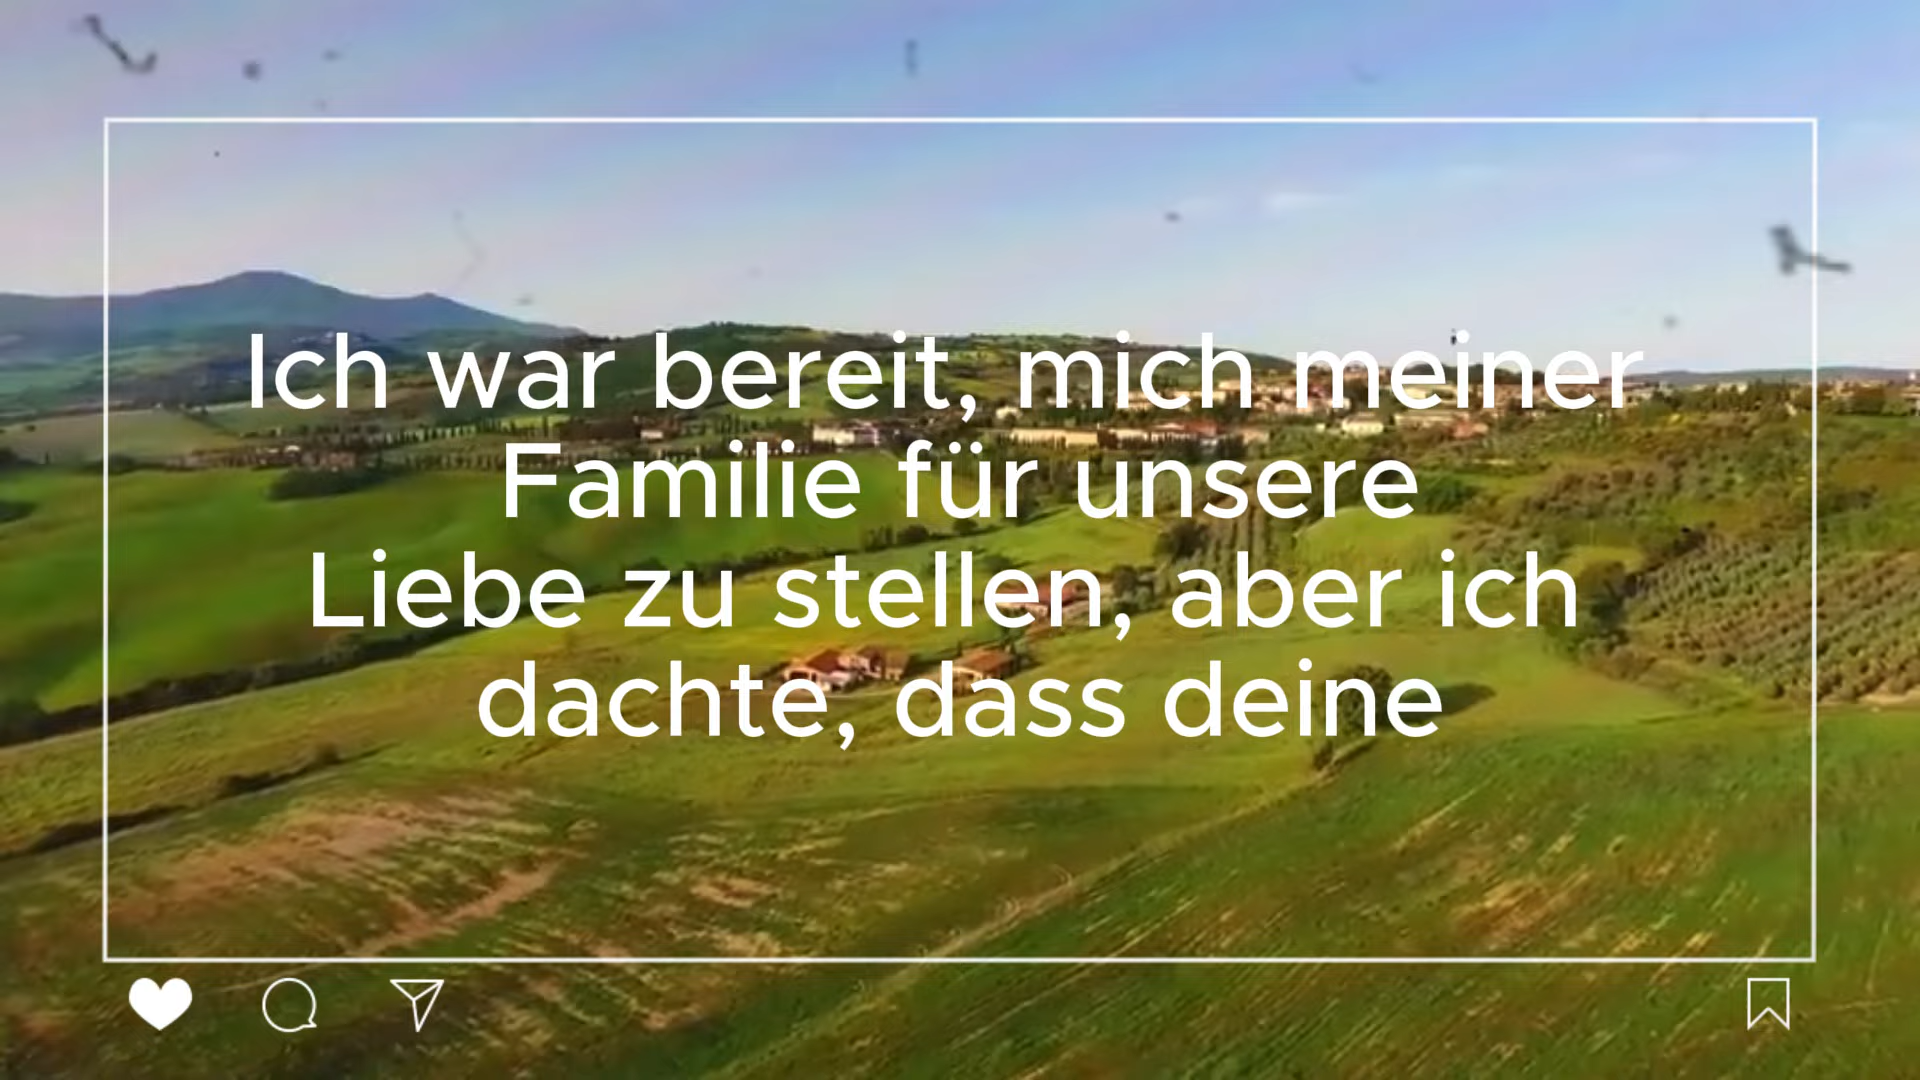 Ich war bereit, mich meiner
Familie für unsere
Liebe zu stellen, aber ich
dachte, dass deine